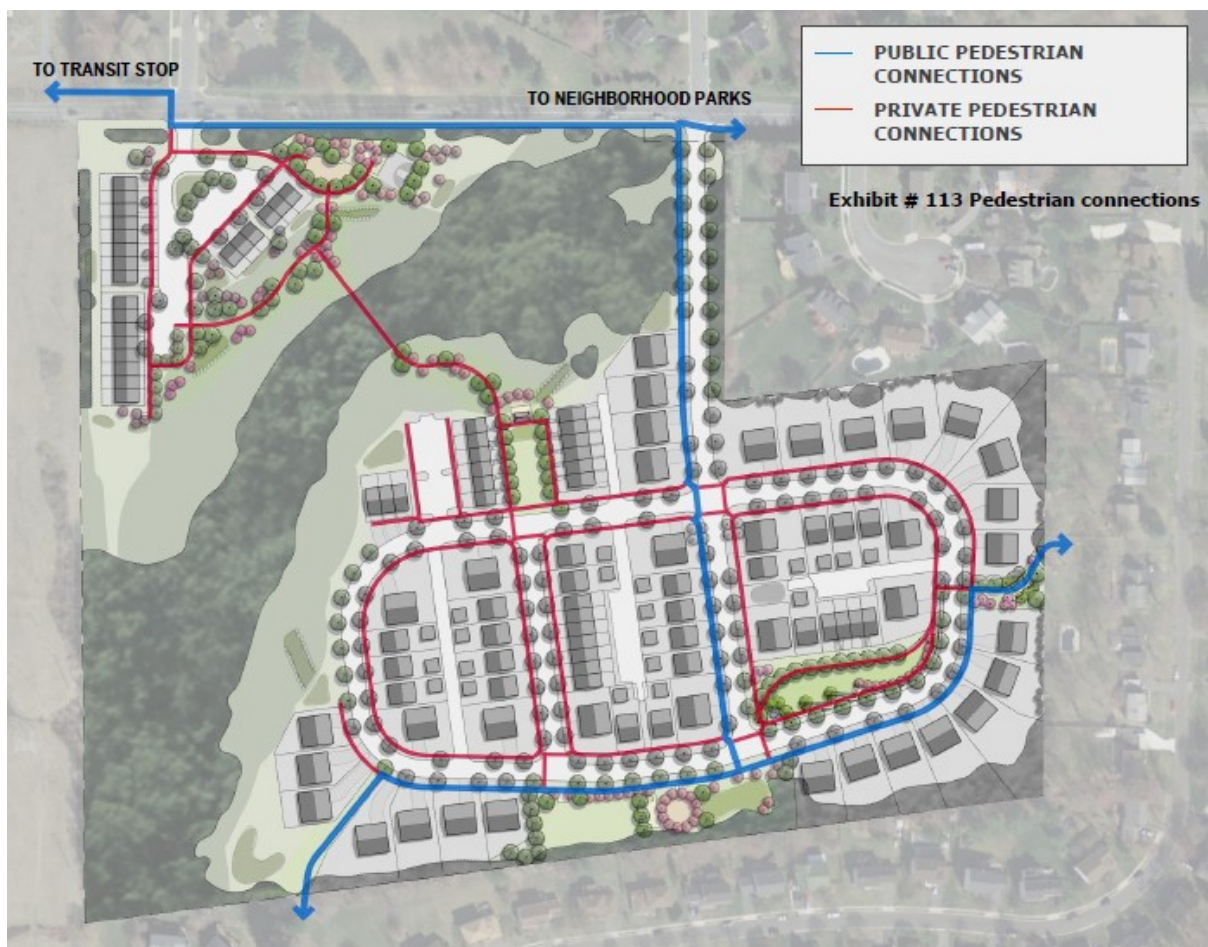 TO TRANSIT STOP
TO NEIGHBORHOOD PARKS
PUBLIC PEDESTRIAN
CONNECTIONS
PRIVATE PEDESTRIAN
CONNECTIONS
Exhibit # 113 Pedestrian connections